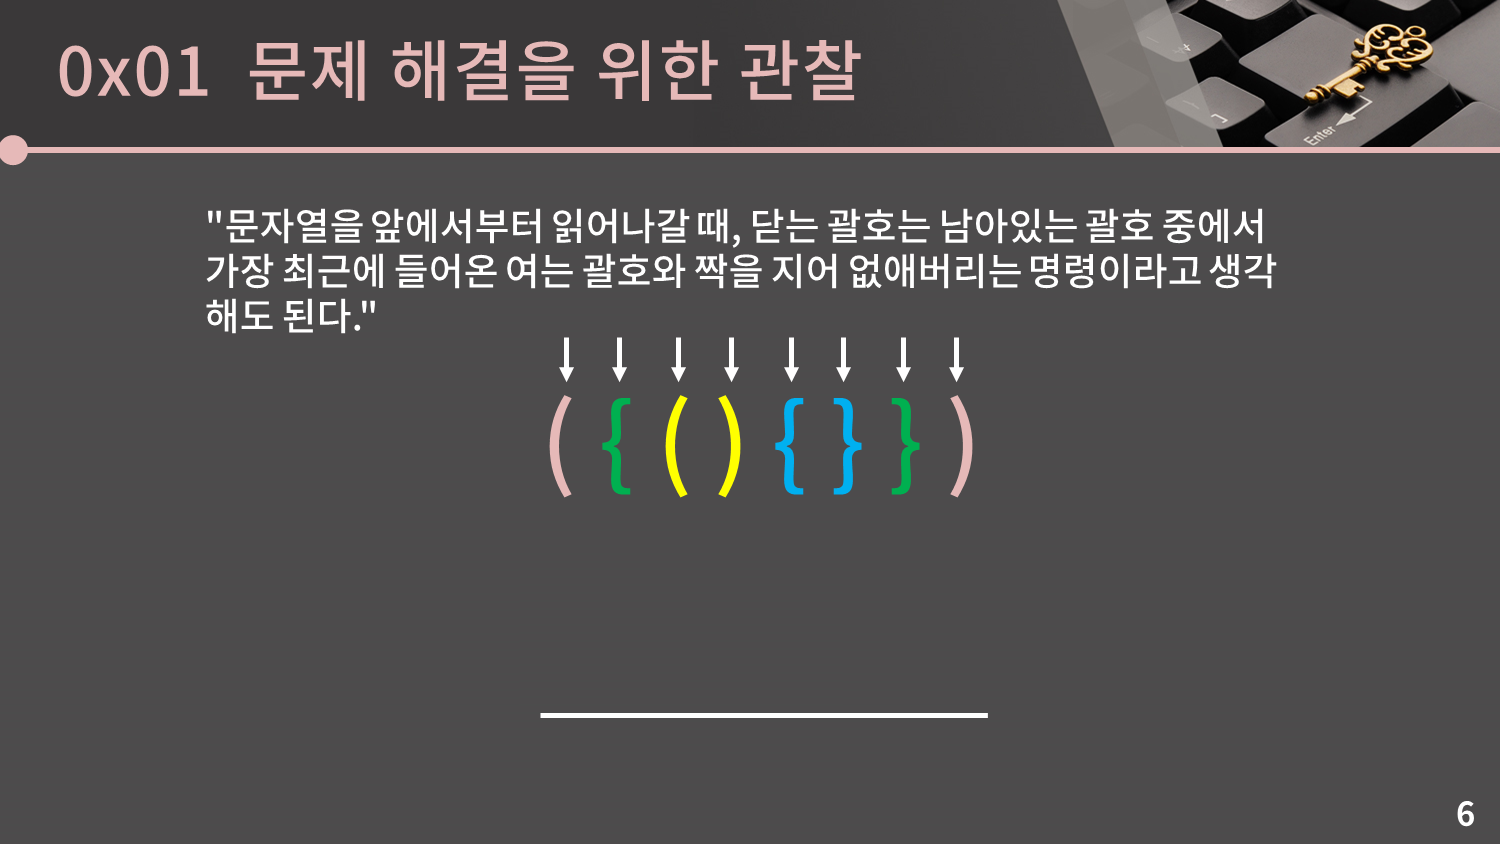 0x01 문제 해결을 위한 관찰
"문자열을 앞에서부터 읽어나갈 때, 닫는 괄호는 남아있는 괄호 중에서
가장 최근에 들어온 여는 괄호와 짝을 지어 없애버리는 명령이라고 생각
해도 된다."
( { ( ) { } } )
Enter
6